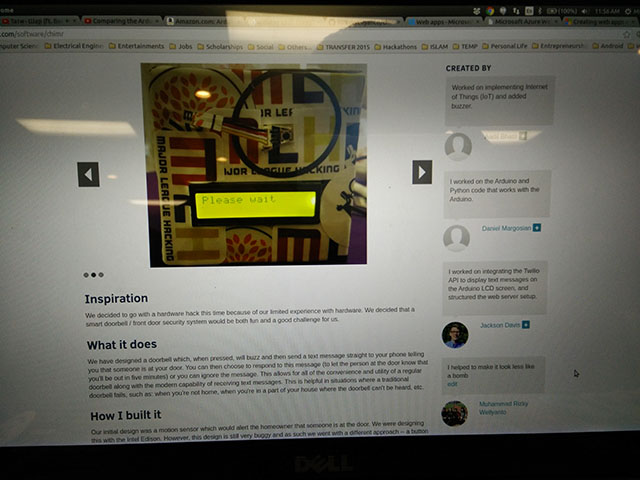 ome
11:56 AM
(100%)
Comparing the Ardu
Amazon.com: Ardu
Web apps - Microso
Microsoft Azure in
Creating web app
.com/software/chimr
puter Scienc
Electrical Engine
Entertainments
Jobs
Scholarships
Social
Others...
TRANSFER 2015
Hackathons
ISLAM
TEMP
Personal Life
Entrepreneurshi
Android
MAJOR LEAGUE HACKING
JOR LEAGUE HACKING
Please wait
Inspiration
We decided to go with a hardware hack this time because of our limited experience with hardware. We decided that a
smart doorbell / front door security system would be both fun and a good challenge for us.
What it does
We have designed a doorbell which, when pressed, will buzz and then send a text message straight to your phone telling
you that someone is at your door. You can then choose to respond to this message (to let the person at the door know that
you'll be out in five minutes) or you can ignore the message. This allows for all of the convenience and utility of a regular
doorbell along with the modern capability of receiving text messages. This is helpful in situations where a traditional
doorbell fails, such as: when you're not home, when you're in a part of your house where the doorbell can't be heard, etc.
How I built it
Our initial design was a motion sensor which would alert the homeowner that someone is at the door. We were designing
this with the Intel Edison. However, this design is still very buggy and as such we went with a different approach -- a button
CREATED BY
Worked on implementing Internet
of Things (IoT) and added
buzzer.
I worked on the Arduino and
Python code that works with the
Arduino.
Daniel Margosian
I worked on integrating the Twilio
API to display text messages on
the Arduino LCD screen, and
structured the web server setup.
Jackson Davis
I helped to make it look less like
a bomb
edit
Mohammad Rizky
Wellyanto
DELL